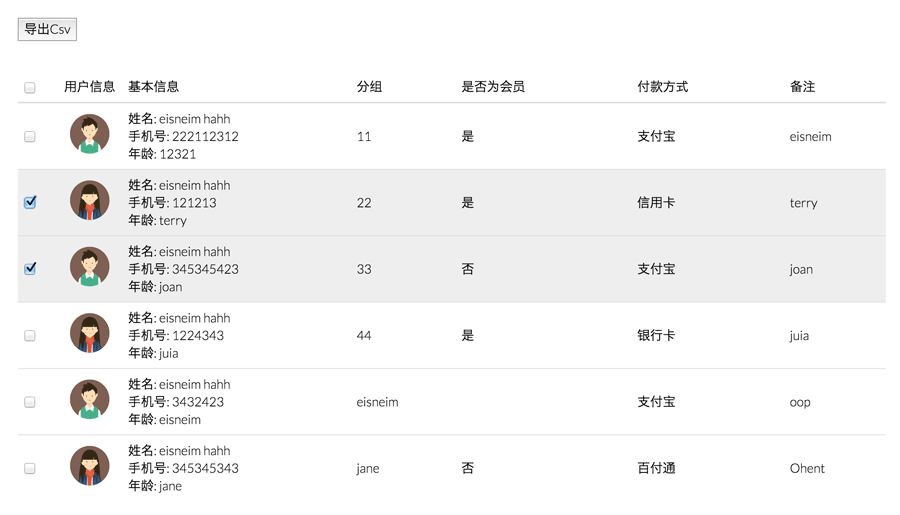 导出Csv
用户信息 基本信息 分组 是否为会员 付款方式 备注
姓名: eisneim hahh
手机号: 222112312 11 是 支付宝 eisneim
年龄: 12321
姓名: eisneim hahh
手机号: 121213 22 是 信用卡 terry
年龄: terry
姓名: eisneim hahh
手机号: 345345423 33 否 支付宝 joan
年龄: joan
姓名: eisneim hahh
手机号: 1224343 44 是 银行卡 juia
年龄: juia
姓名: eisneim hahh
手机号: 3432423 eisneim 支付宝 oop
年龄: eisneim
姓名: eisneim hahh
手机号: 345345343 jane 否 百付通 Ohent
年龄: jane